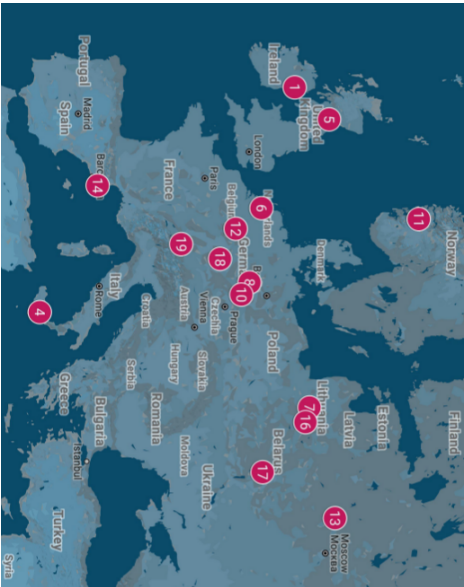 Finland
Norway
11
Estonia
Latvia
Moscow
Москва
13
5
United
Kingdom
Denmark
Lithuania
7
16
1
Ireland
Belarus
Poland
17
6
London
8
10
12
Prague
18
Czechia
Paris
Belgium
Ukraine
Vienna
Slovakia
19
Austria
Moldova
Hungary
France
Romania
Croatia
Serbia
Italy
Bulgaria
Rome
14
Madrid
Portugal
Istanbul
Spain
Greece
Turkey
4
Syria